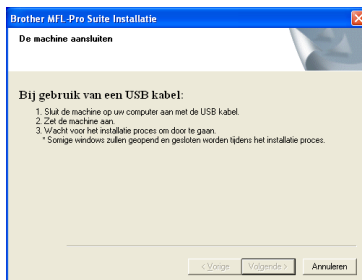 Brother MFL-Pro Suite Installatie
De machine aansluiten
Bij gebruik van een USB kabel:
1. Sluit de machine op uw computer aan met de USB kabel.
2. Zet de machine aan.
3. Wacht voor het installatie proces om door te gaan.
* Somige windows zullen geopend en gesloten worden tijdens het installatie proces.
< Vorige Volgende > Annuleren